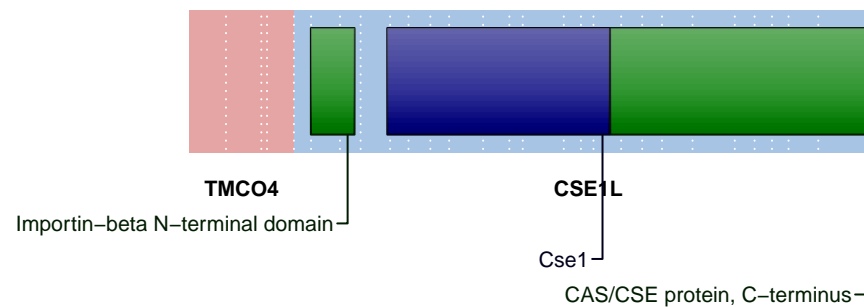 TMCO4
CSE1L
Importin−beta N−terminal domain
Cse1
CAS/CSE protein, C−terminus